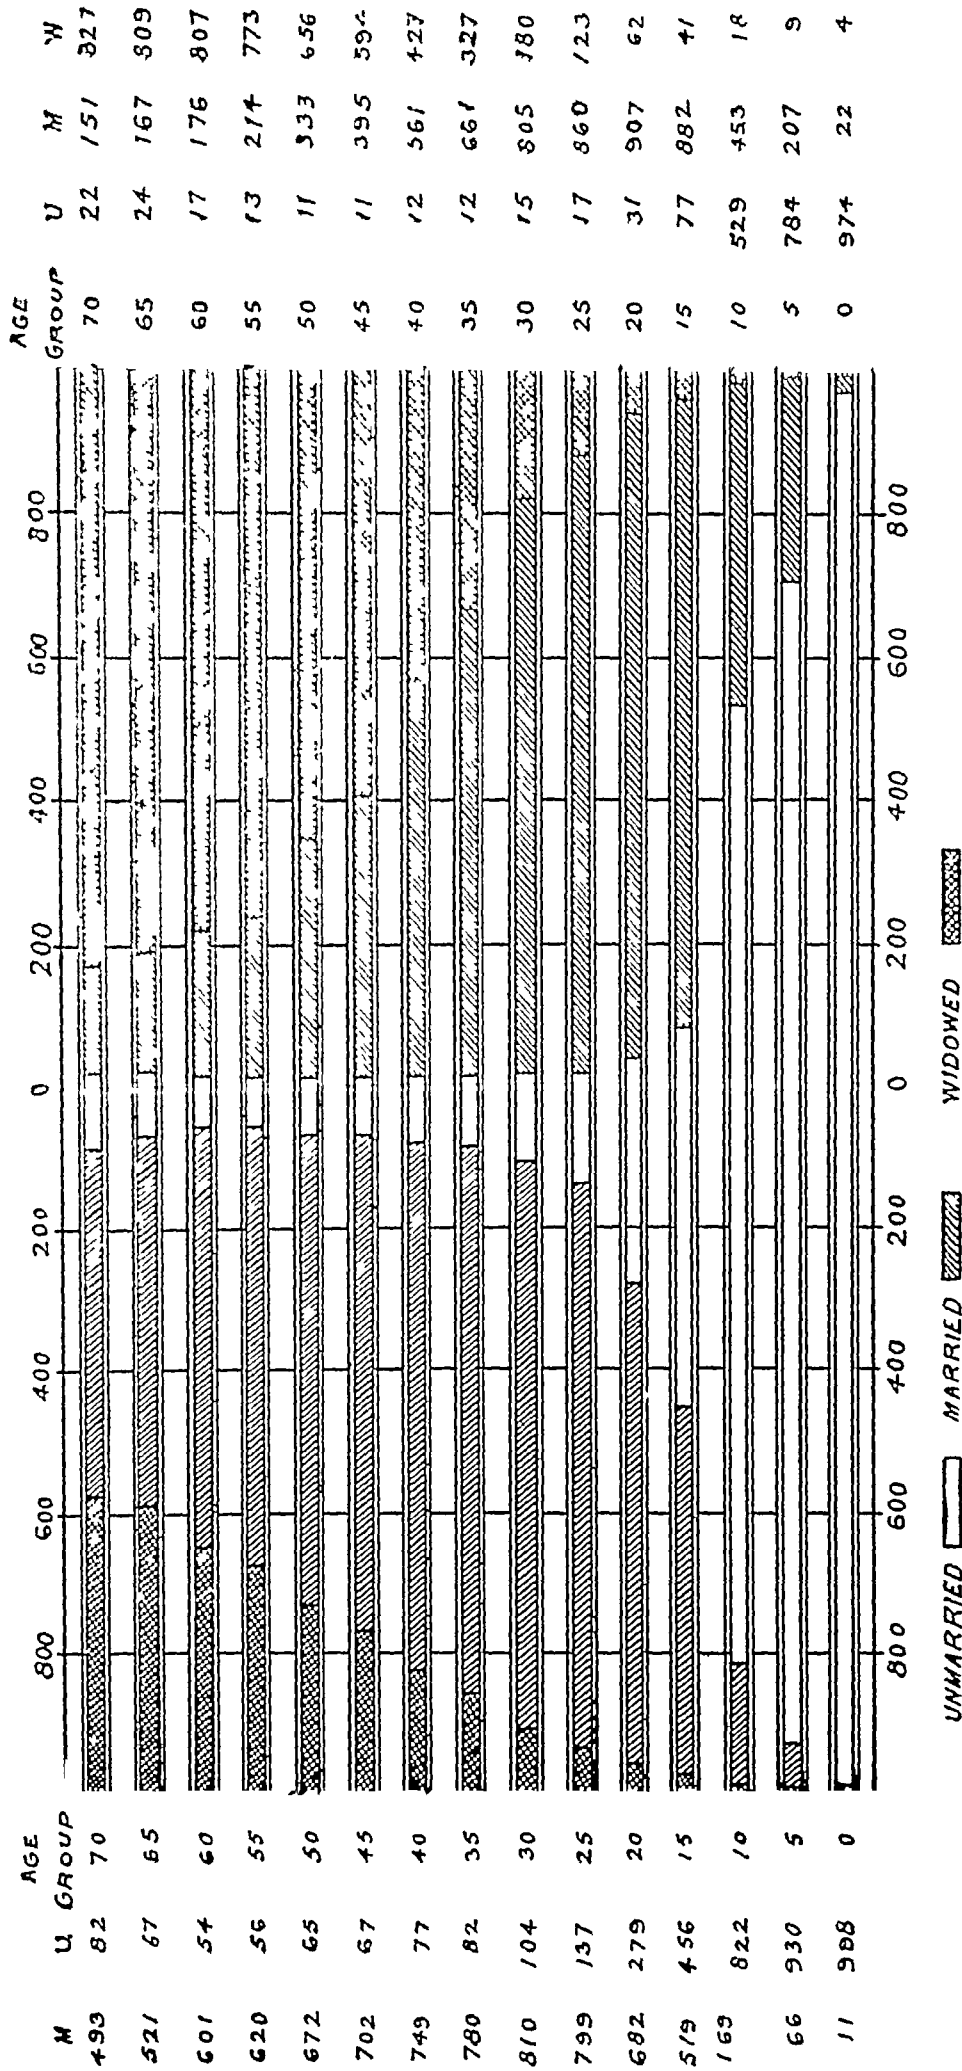 AGE AGE
M U GROUP 800 600 400 200 0 200 400 600 800 GROUP U M W
493 82 70 70 22 151 827
521 67 65 65 24 167 809
601 54 60 60 17 176 807
620 56 55 55 13 214 773
672 65 50 50 11 333 656
702 67 45 45 11 395 594
749 77 40 40 12 561 427
780 82 35 35 12 661 327
810 104 30 30 15 805 180
799 137 25 25 17 860 123
682 279 20 20 31 907 62
519 456 15 15 77 882 41
169 822 10 10 529 453 18
66 930 5 5 784 207 9
11 988 0 0 974 22 4
800 600 400 200 0 200 400 600 800
UNMARRIED MARRIED WIDOWED